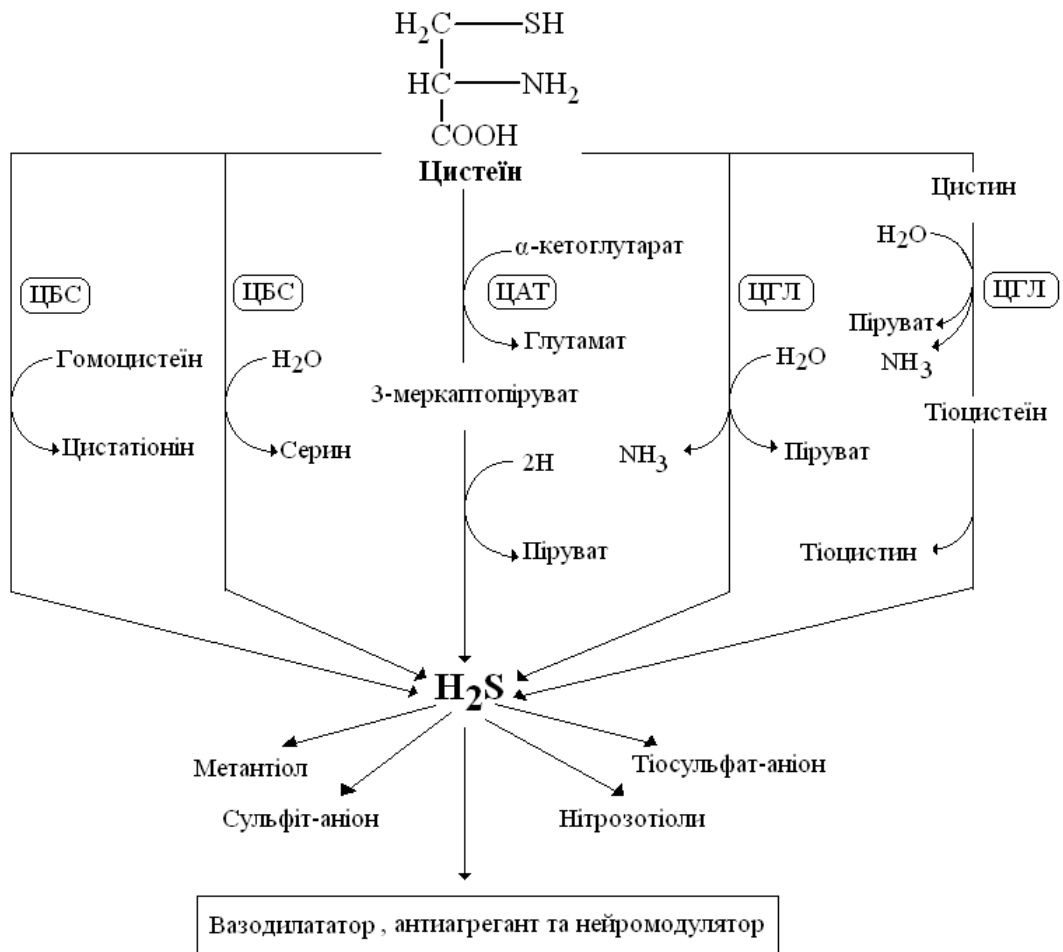 H2C SH
HC NH2
COOH
Цистеїн
Цистин
H2O
α-кетоглутарат
ЦБС ЦБС ЦАТ ЦГЛ ЦГЛ
Піруват
Глутамат
NH3
Гомоцистеїн H2O H2O
3-меркаптопіруват
Тіоцистеїн
Цистатіонін Серин 2H NH3 Піруват
Піруват
Тіоцистин
H2S
Метантіол
Тіосульфат-аніон
Сульфіт-аніон
Нітрозотіоли
Вазодилататор , антиагрегант та нейромодулятор